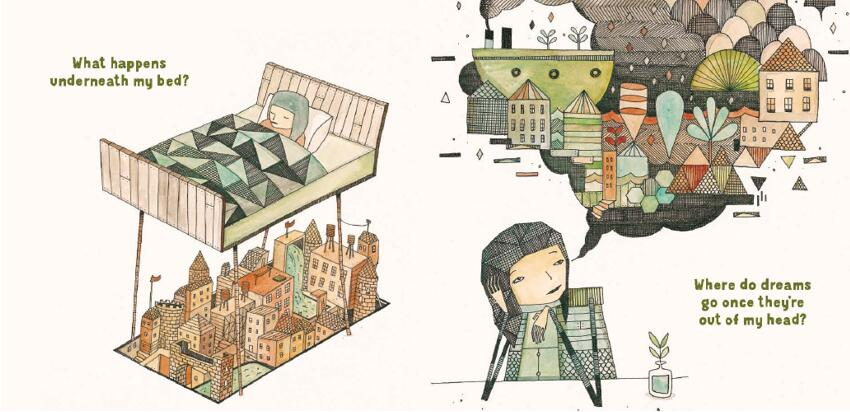 What happens
underneath my bed?
Where do dreams
go once they're
out of my head?